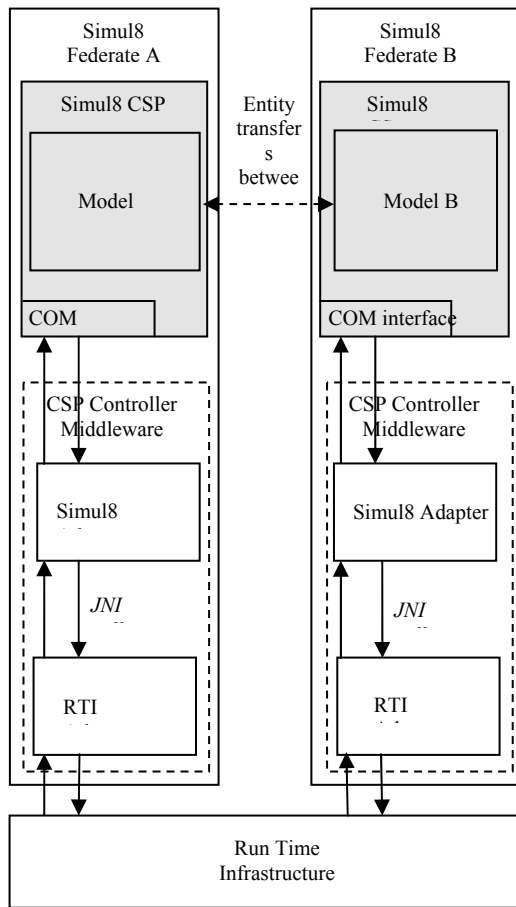 Simul8
Federate A
Simul8 CSP
Model
COM
CSP Controller
Middleware
Simul8
JNI
RTI
Entity
transfer
s
betwee
Simul8
Federate B
Simul8
Model B
COM interface
CSP Controller
Middleware
Simul8 Adapter
JNI
RTI
Run Time
Infrastructure